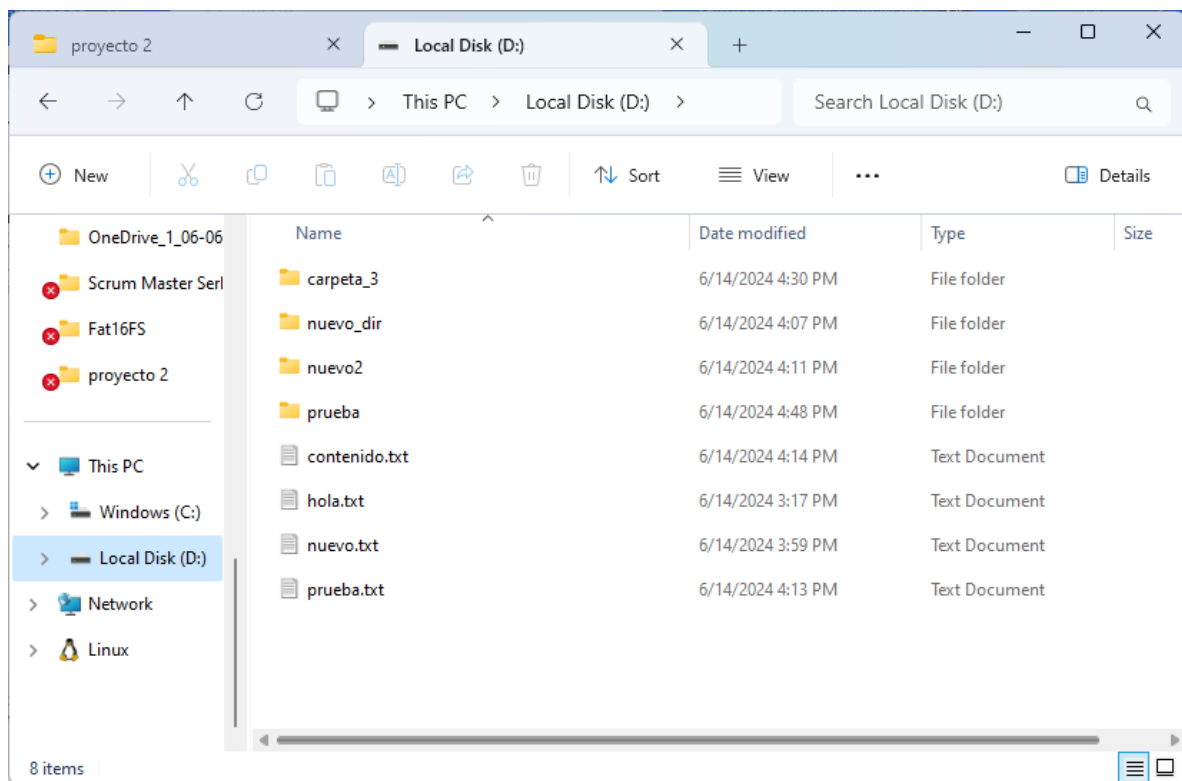 proyecto 2
Local Disk (D:)
This PC > Local Disk (D:) >
Search Local Disk (D:)
New
Sort
View
Details
OneDrive_1_06-06
Scrum Master Ser
Fat16FS
proyecto 2
This PC
Windows (C:)
Local Disk (D:)
Network
Linux
Name Date modified Type Size
carpeta_3 6/14/2024 4:30 PM File folder
nuevo_dir 6/14/2024 4:07 PM File folder
nuevo2 6/14/2024 4:11 PM File folder
prueba 6/14/2024 4:48 PM File folder
contenido.txt 6/14/2024 4:14 PM Text Document
hola.txt 6/14/2024 3:17 PM Text Document
nuevo.txt 6/14/2024 3:59 PM Text Document
prueba.txt 6/14/2024 4:13 PM Text Document
8 items